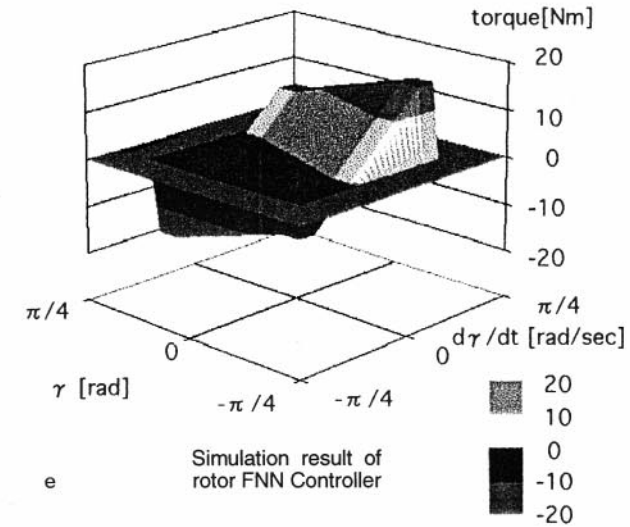 torque[Nm]
20
10
0
-10
-20
π/4
0
γ [rad]
-π/4
-π/4
0
π/4
dγ/dt [rad/sec]
20
10
0
-10
-20
e
Simulation result of
rotor FNN Controller